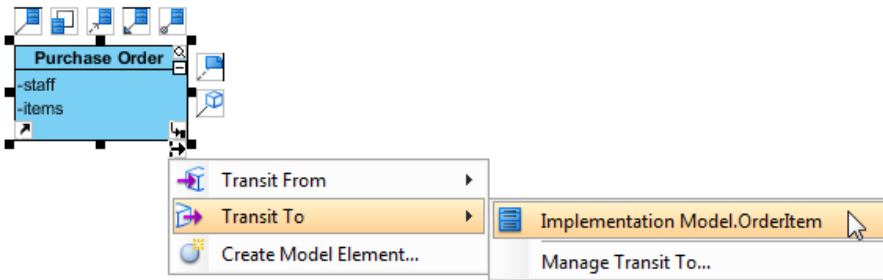 Purchase Order
-staff
-items
Transit From
Transit To
Implementation Model.OrderItem
Create Model Element...
Manage Transit To...